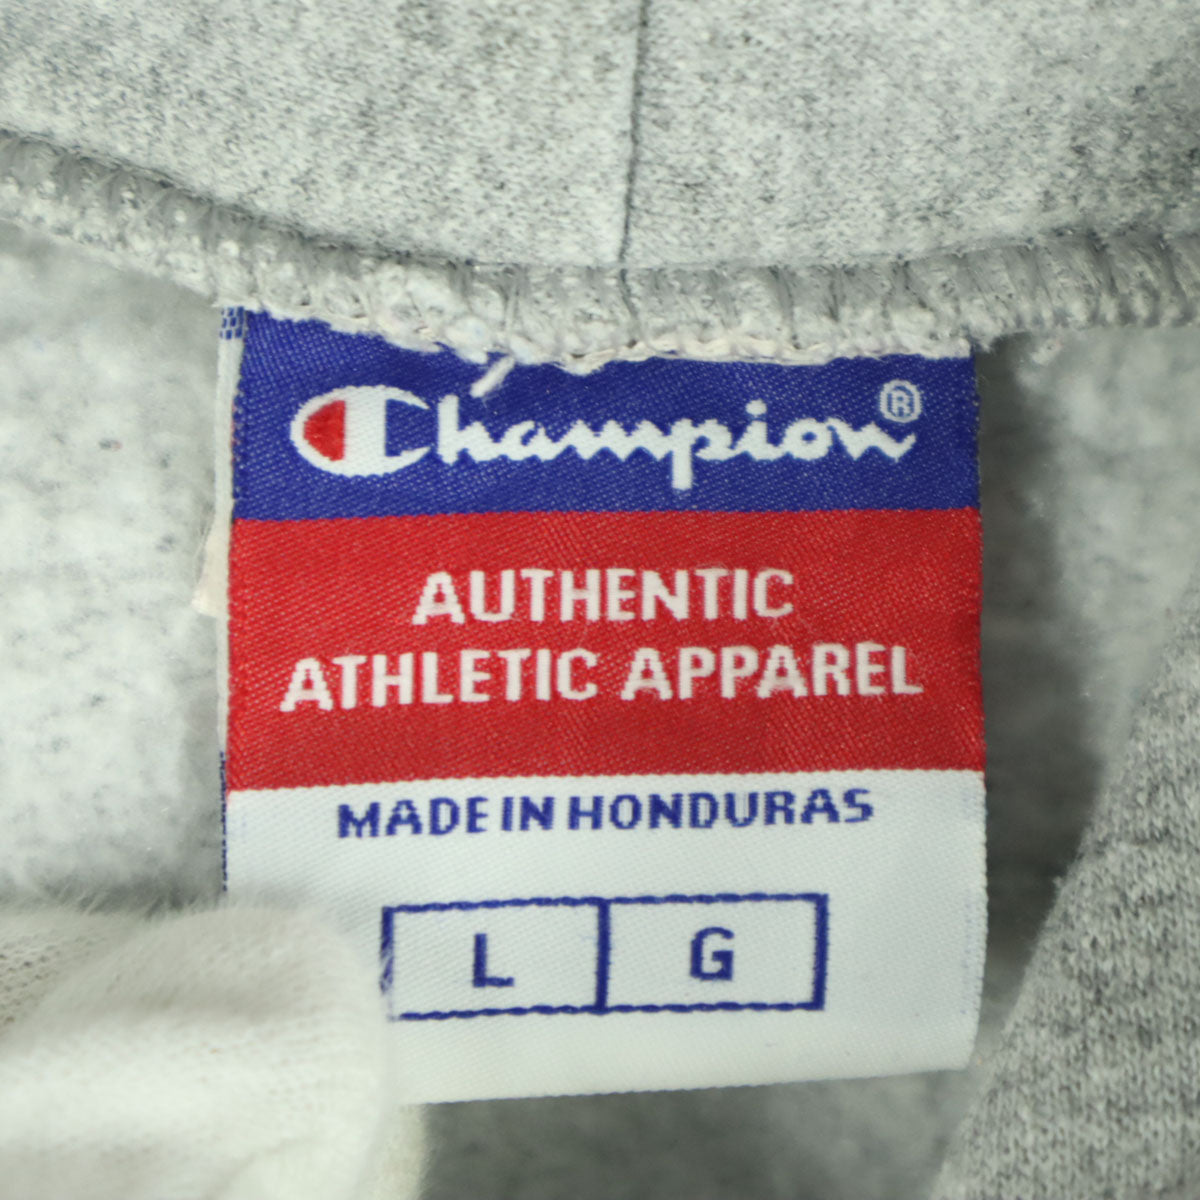 Champion®
AUTHENTIC
ATHLETIC APPAREL
MADE IN HONDURAS
L G